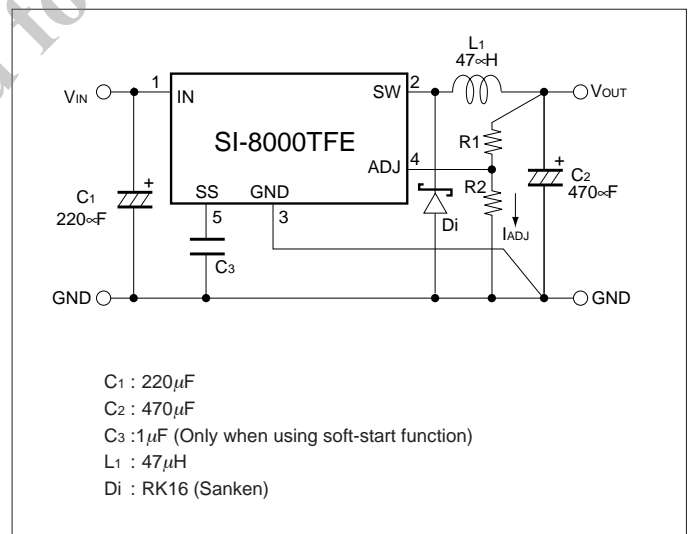 L1
47∝H
VIN
1
IN
SW
2
VOUT
SI-8000TFE
R1
ADJ
4
C1
220∝F
+
SS
GND
R2
C2
470∝F
+
5
3
Di
IADJ
C3
GND
GND
C1 : 220μF
C2 : 470μF
C3 :1μF (Only when using soft-start function)
L1 : 47μH
Di : RK16 (Sanken)